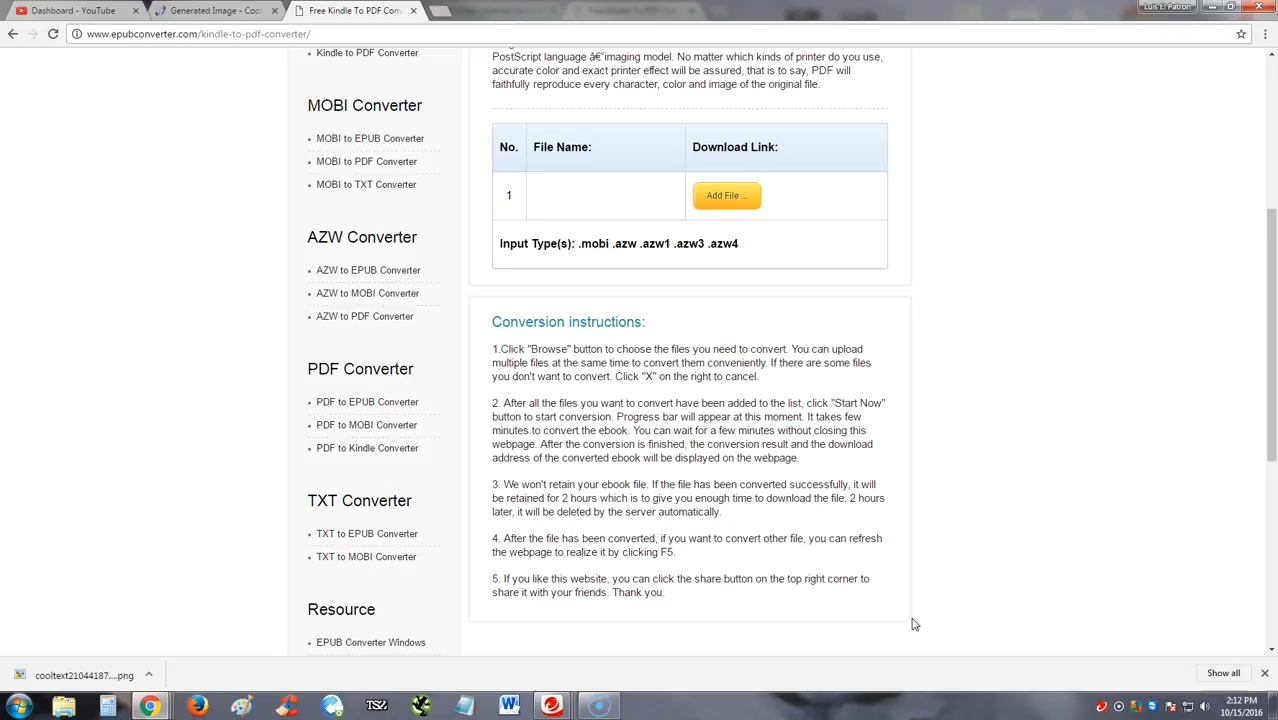 Dashboard - YouTube
Generated Image - Cool
Free Kindle To PDF Conv
Luis El Patron
www.epubconverter.com/kindle-to-pdf-converter/
Kindle to PDF Converter
MOBI Converter
MOBI to EPUB Converter
MOBI to PDF Converter
MOBI to TXT Converter
AZW Converter
AZW to EPUB Converter
AZW to MOBI Converter
AZW to PDF Converter
PDF Converter
PDF to EPUB Converter
PDF to MOBI Converter
PDF to Kindle Converter
TXT Converter
TXT to EPUB Converter
TXT to MOBI Converter
Resource
EPUB Converter Windows
PostScript language â€“imaging model. No matter which kinds of printer do you use,
accurate color and exact printer effect will be assured, that is to say, PDF will
faithfully reproduce every character, color and image of the original file.
No. File Name: Download Link:
1 Add File ...
Input Type(s): .mobi .azw .azw1 .azw3 .azw4
Conversion instructions:
1.Click "Browse" button to choose the files you need to convert. You can upload
multiple files at the same time to convert them conveniently. If there are some files
you don't want to convert. Click "X" on the right to cancel.
2. After all the files you want to convert have been added to the list, click "Start Now"
button to start conversion. Progress bar will appear at this moment. It takes few
minutes to convert the ebook. You can wait for a few minutes without closing this
webpage. After the conversion is finished, the conversion result and the download
address of the converted ebook will be displayed on the webpage.
3. We won't retain your ebook file. If the file has been converted successfully, it will
be retained for 2 hours which is to give you enough time to download the file, 2 hours
later, it will be deleted by the server automatically.
4. After the file has been converted, if you want to convert other file, you can refresh
the webpage to realize it by clicking F5.
5. If you like this website, you can click the share button on the top right corner to
share it with your friends. Thank you.
cooltext21044187....png
Show all
TSZ
2:12 PM
10/15/2016